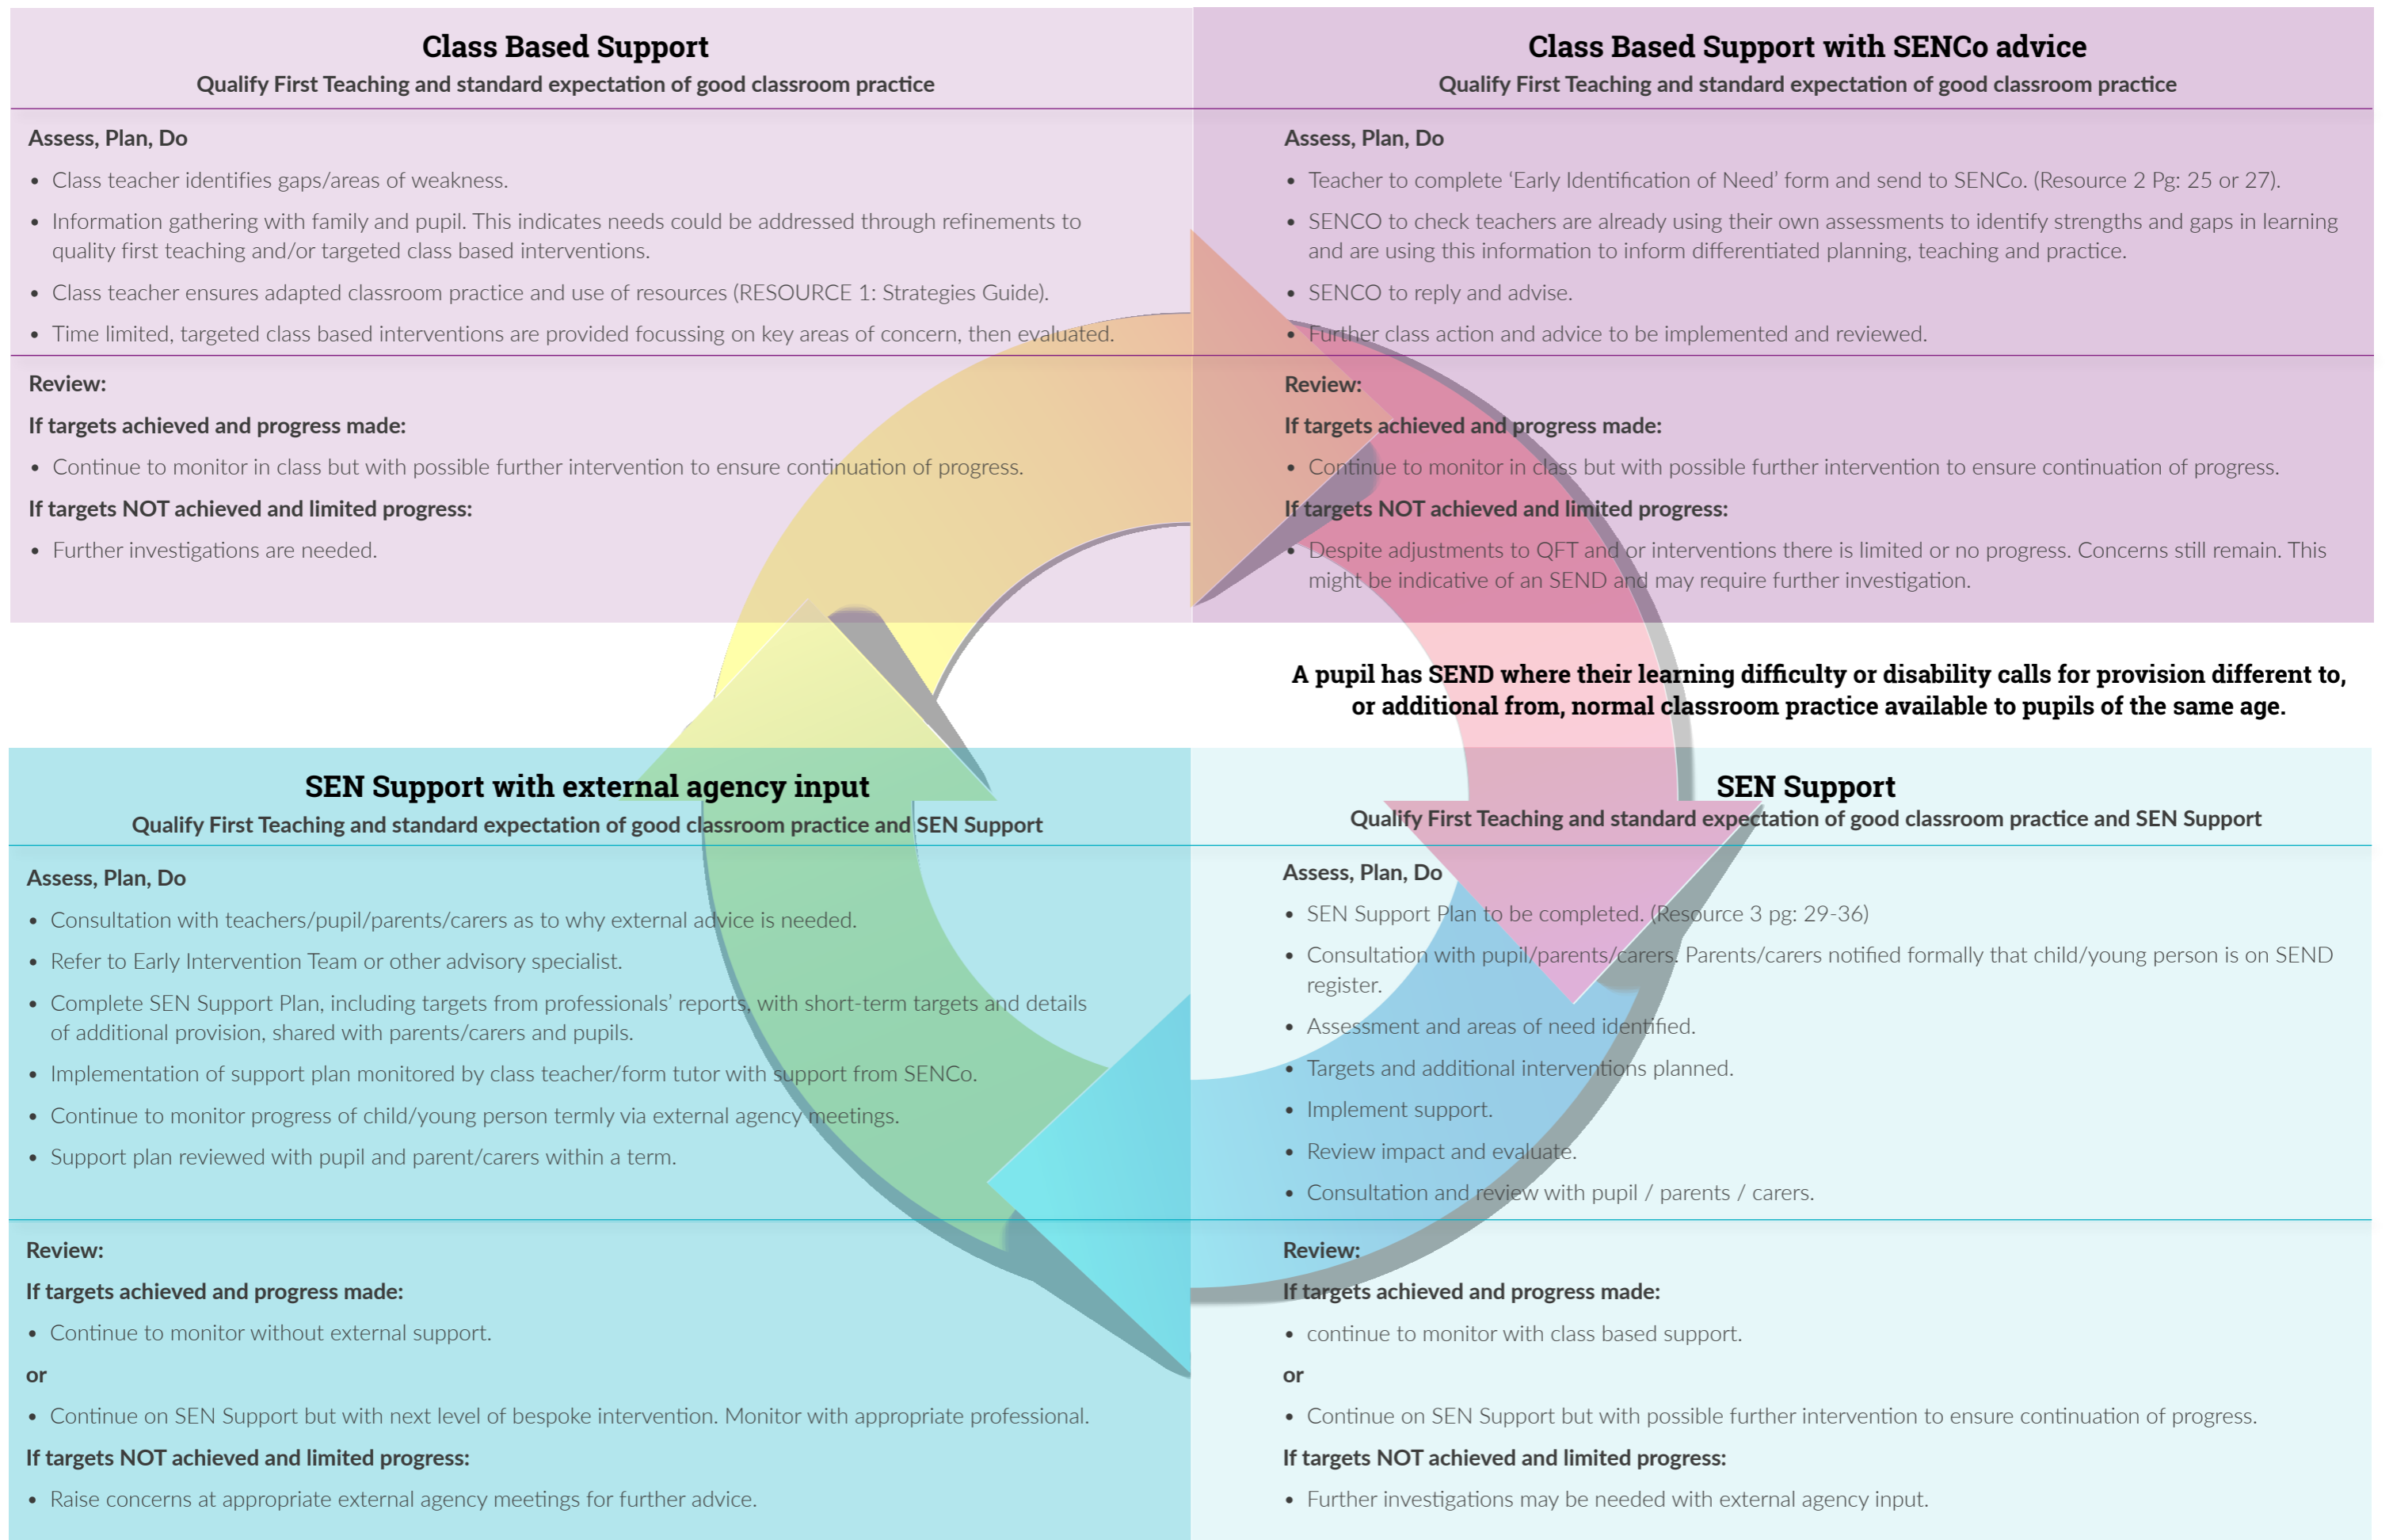 Class Based Support
Qualify First Teaching and standard expectation of good classroom practice
Assess, Plan, Do
• Class teacher identifies gaps/areas of weakness.
• Information gathering with family and pupil. This indicates needs could be addressed through refinements to
quality first teaching and/or targeted class based interventions.
• Class teacher ensures adapted classroom practice and use of resources (RESOURCE 1: Strategies Guide).
• Time limited, targeted class based interventions are provided focussing on key areas of concern, then evaluated.
Review:
If targets achieved and progress made:
• Continue to monitor in class but with possible further intervention to ensure continuation of progress.
If targets NOT achieved and limited progress:
• Further investigations are needed.
Class Based Support with SENCo advice
Qualify First Teaching and standard expectation of good classroom practice
Assess, Plan, Do
• Teacher to complete ‘Early Identification of Need’ form and send to SENCo. (Resource 2 Pg: 25 or 27).
• SENCO to check teachers are already using their own assessments to identify strengths and gaps in learning
and are using this information to inform differentiated planning, teaching and practice.
• SENCO to reply and advise.
• Further class action and advice to be implemented and reviewed.
Review:
If targets achieved and progress made:
• Continue to monitor in class but with possible further intervention to ensure continuation of progress.
If targets NOT achieved and limited progress:
• Despite adjustments to QFT and or interventions there is limited or no progress. Concerns still remain. This
might be indicative of an SEND and may require further investigation.
A pupil has SEND where their learning difficulty or disability calls for provision different to,
or additional from, normal classroom practice available to pupils of the same age.
SEN Support with external agency input
Qualify First Teaching and standard expectation of good classroom practice and SEN Support
Assess, Plan, Do
• Consultation with teachers/pupil/parents/carers as to why external advice is needed.
• Refer to Early Intervention Team or other advisory specialist.
• Complete SEN Support Plan, including targets from professionals’ reports, with short-term targets and details
of additional provision, shared with parents/carers and pupils.
• Implementation of support plan monitored by class teacher/form tutor with support from SENCo.
• Continue to monitor progress of child/young person termly via external agency meetings.
• Support plan reviewed with pupil and parent/carers within a term.
Review:
If targets achieved and progress made:
• Continue to monitor without external support.
or
• Continue on SEN Support but with next level of bespoke intervention. Monitor with appropriate professional.
If targets NOT achieved and limited progress:
• Raise concerns at appropriate external agency meetings for further advice.
SEN Support
Qualify First Teaching and standard expectation of good classroom practice and SEN Support
Assess, Plan, Do
• SEN Support Plan to be completed. (Resource 3 pg: 29-36)
• Consultation with pupil/parents/carers. Parents/carers notified formally that child/young person is on SEND
register.
• Assessment and areas of need identified.
• Targets and additional interventions planned.
• Implement support.
• Review impact and evaluate.
• Consultation and review with pupil / parents / carers.
Review:
If targets achieved and progress made:
• continue to monitor with class based support.
or
• Continue on SEN Support but with possible further intervention to ensure continuation of progress.
If targets NOT achieved and limited progress:
• Further investigations may be needed with external agency input.